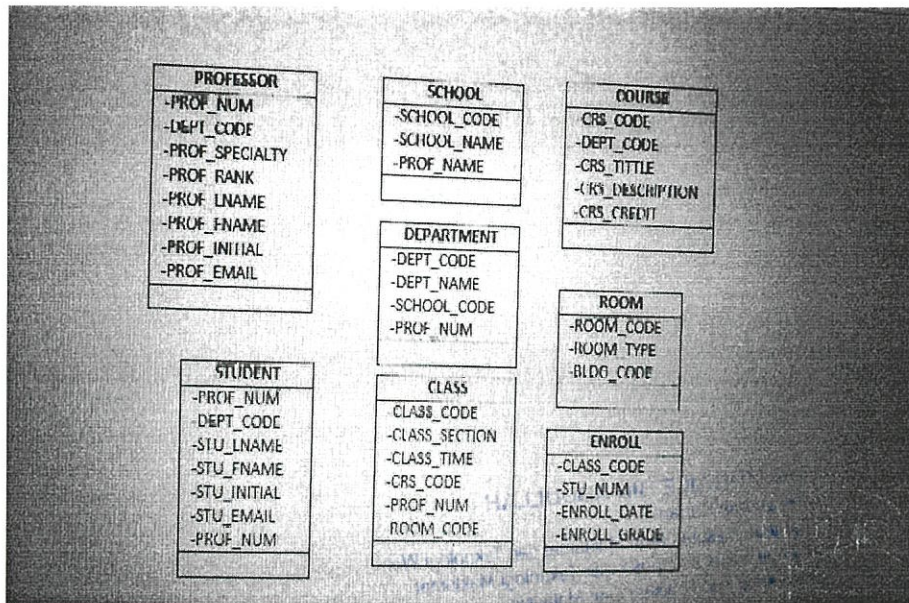 PROFESSOR
-PROF_NUM
-DEPT_CODE
-PROF_SPECIALTY
-PROF_RANK
-PROF_LNAME
-PROF_FNAME
-PROF_INITIAL
-PROF_EMAIL
SCHOOL
-SCHOOL_CODE
-SCHOOL_NAME
-PROF_NAME
COURSE
-CRS_CODE
-DEPT_CODE
-CRS_TITTLE
-CRS_DESCRIPTION
-CRS_CREDIT
DEPARTMENT
-DEPT_CODE
-DEPT_NAME
-SCHOOL_CODE
-PROF_NUM
ROOM
-ROOM_CODE
-ROOM_TYPE
-BLDG_CODE
STUDENT
-PROF_NUM
-DEPT_CODE
-STU_LNAME
-STU_FNAME
-STU_INITIAL
-STU_EMAIL
-PROF_NUM
CLASS
-CLASS_CODE
-CLASS_SECTION
-CLASS_TIME
-CRS_CODE
-PROF_NUM
ROOM_CODE
ENROLL
-CLASS_CODE
-STU_NUM
-ENROLL_DATE
-ENROLL_GRADE